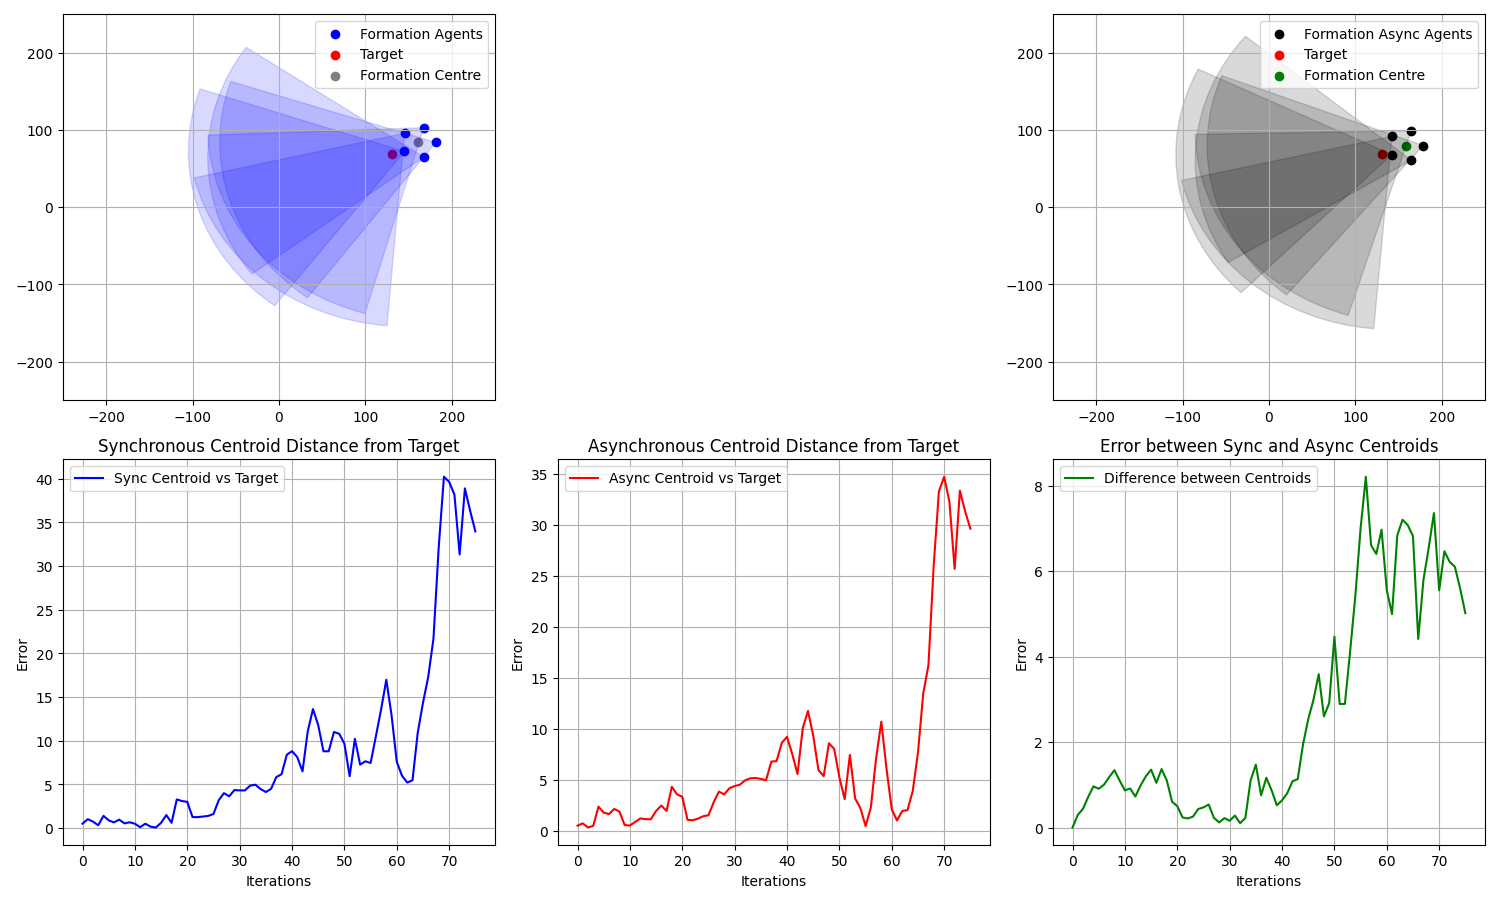 Formation Agents
Target
Formation Centre
200
100
0
−100
−200
−200 −100 0 100 200
Formation Async Agents
Target
Formation Centre
200
100
0
−100
−200
−200 −100 0 100 200
Synchronous Centroid Distance from Target
Sync Centroid vs Target
40
35
30
25
20
15
10
5
0
Error
0 10 20 30 40 50 60 70
Iterations
Asynchronous Centroid Distance from Target
Async Centroid vs Target
35
30
25
20
15
10
5
0
Error
0 10 20 30 40 50 60 70
Iterations
Error between Sync and Async Centroids
Difference between Centroids
8
6
4
2
0
Error
0 10 20 30 40 50 60 70
Iterations